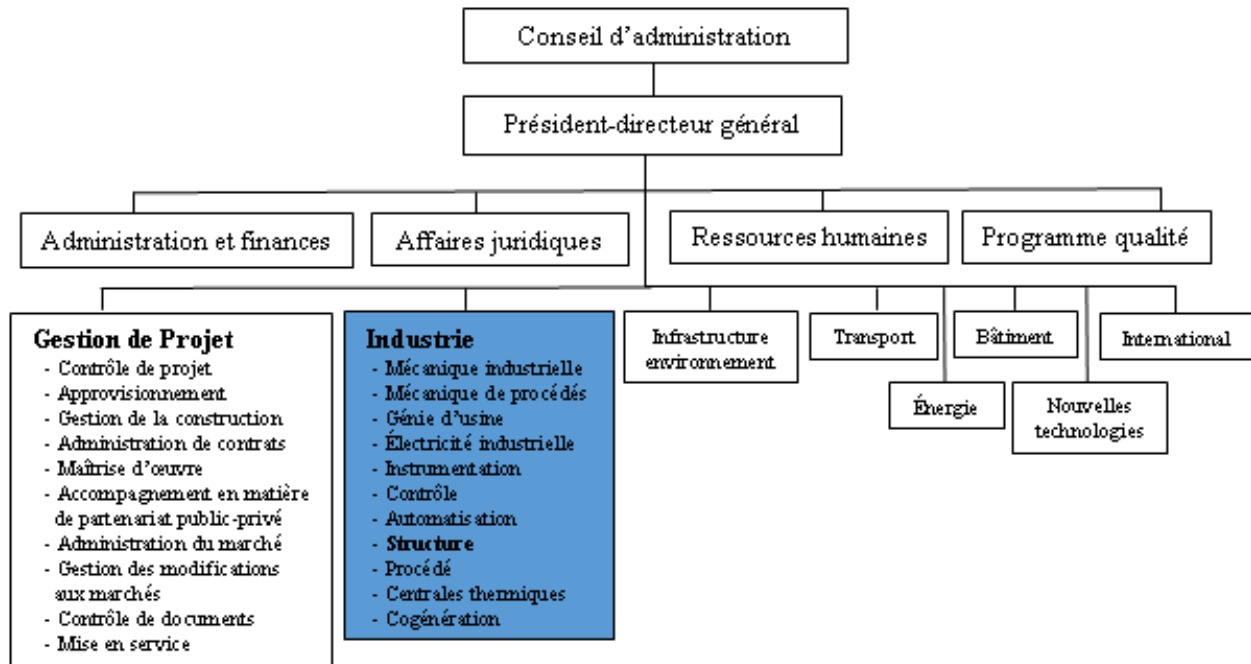 Conseil d'administration
Président-directeur général
Administration et finances
Affaires juridiques
Ressources humaines
Programme qualité
Gestion de Projet
- Contrôle de projet
- Approvisionnement
- Gestion de la construction
- Administration de contrats
- Maîtrise d'œuvre
- Accompagnement en matière
de partenariat public-privé
- Administration du marché
- Gestion des modifications
aux marchés
- Contrôle de documents
- Mise en service
Industrie
- Mécanique industrielle
- Mécanique de procédés
- Génie d'usine
- Électricité industrielle
- Instrumentation
- Contrôle
- Automatisation
- Structure
- Procédé
- Centrales thermiques
- Cogénération
Infrastructure
environnement
Transport
Énergie
Bâtiment
Nouvelles
technologies
International